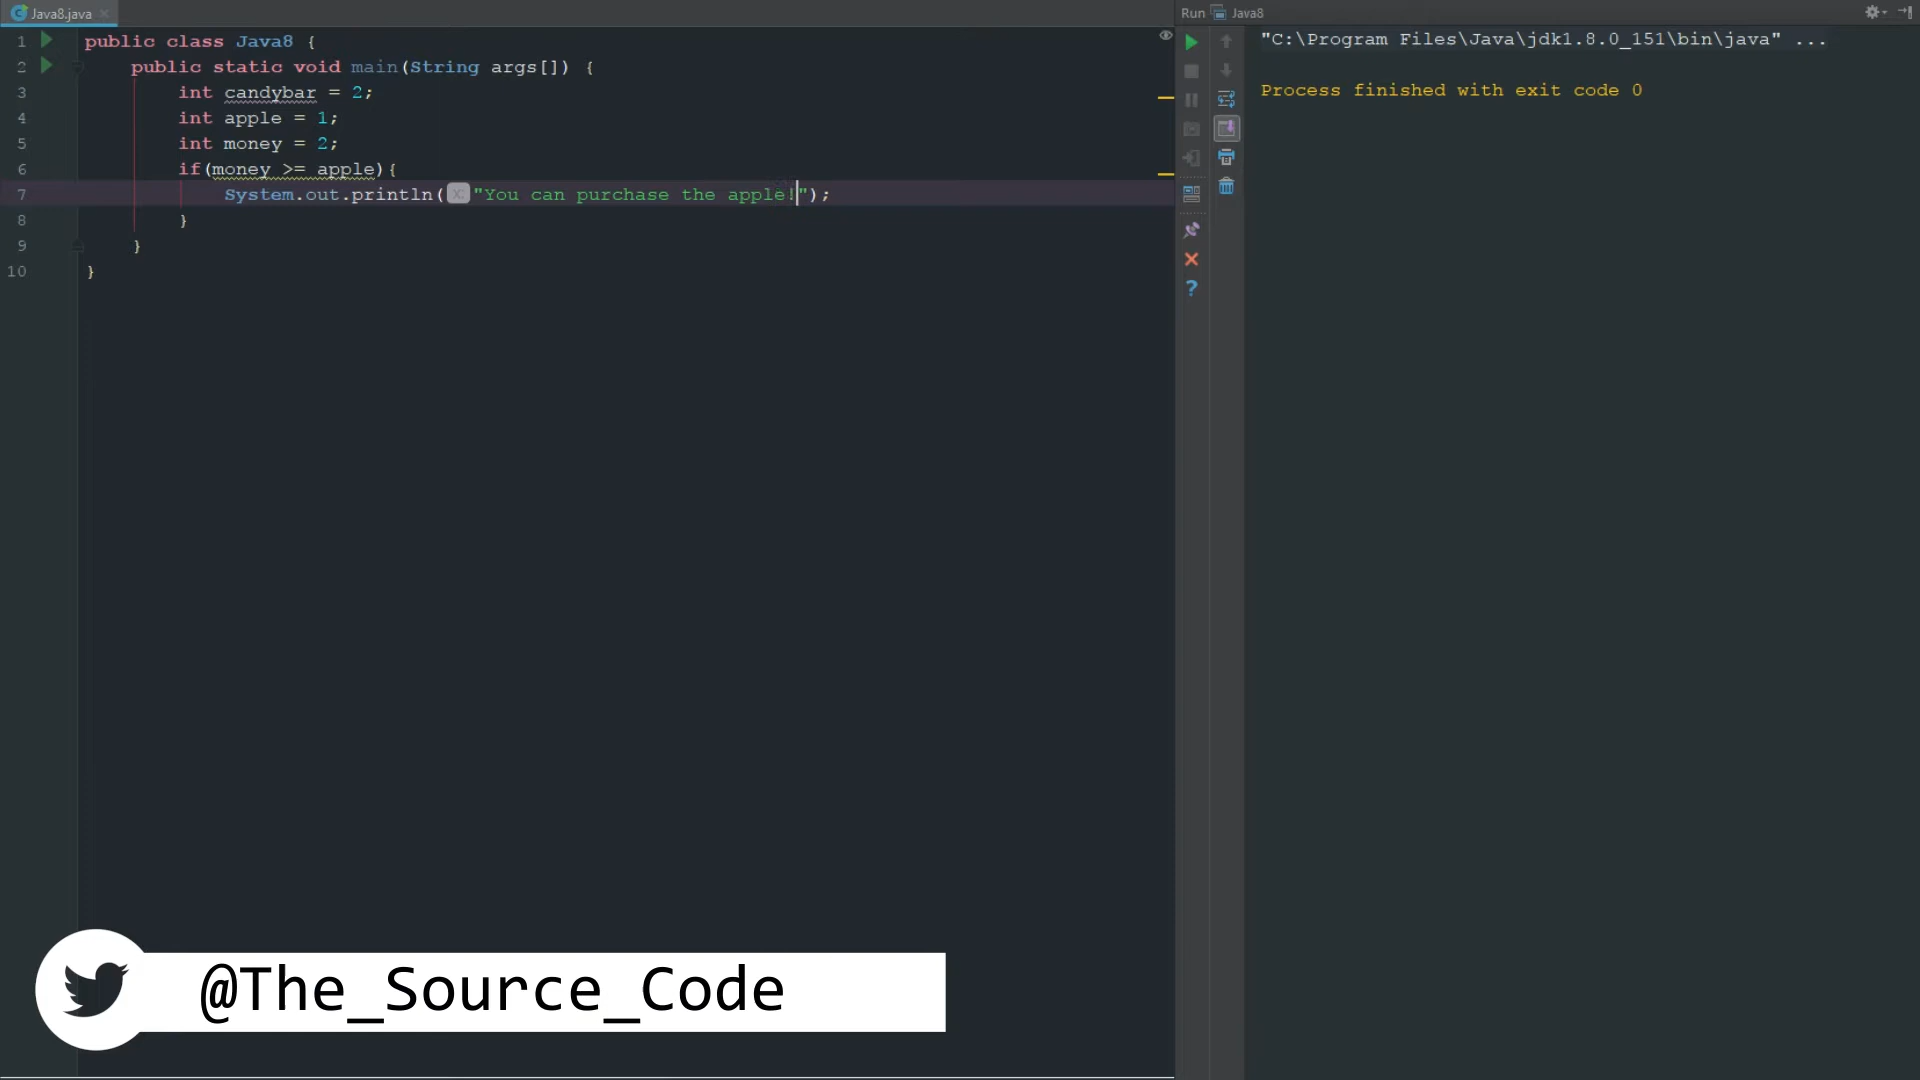 Java8.java
1 public class Java8 {
2 public static void main(String args[]) {
3 int candybar = 2;
4 int apple = 1;
5 int money = 2;
6 if(money >= apple){
7 System.out.println( x: "You can purchase the apple!");
8 }
9 }
10 }
Run Java8
"C:\Program Files\Java\jdk1.8.0_151\bin\java" ...
Process finished with exit code 0
@The_Source_Code